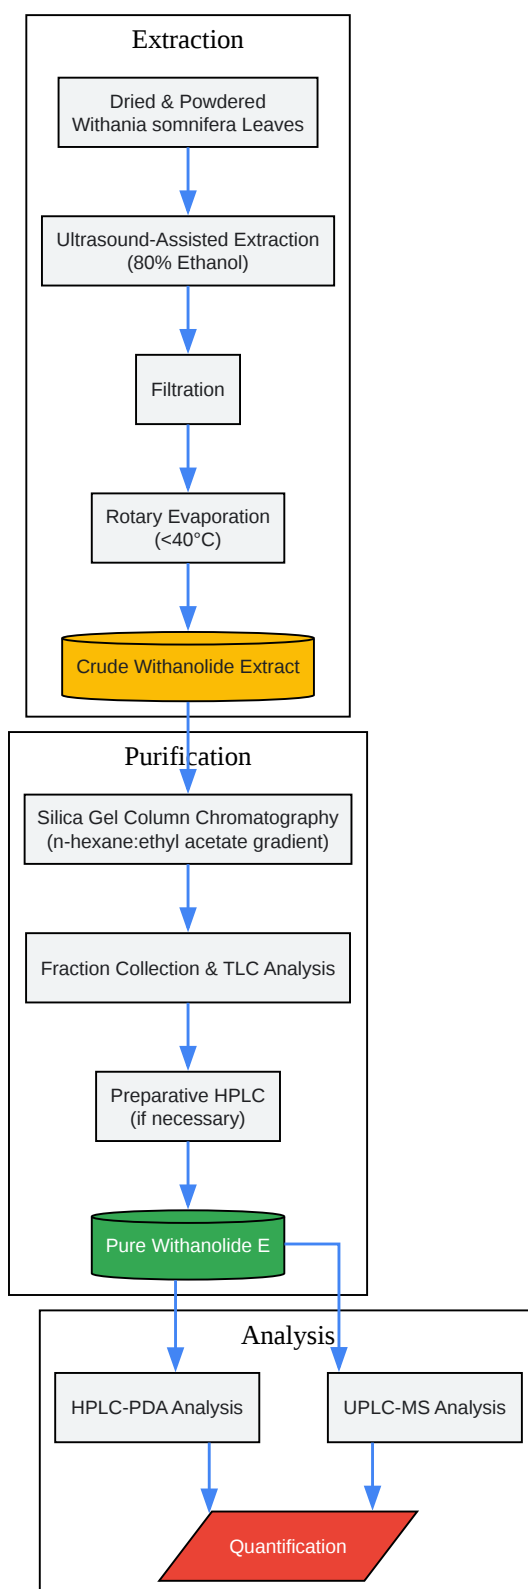 Extraction
Dried & Powdered
Withania somnifera Leaves
Ultrasound-Assisted Extraction
(80% Ethanol)
Filtration
Rotary Evaporation
(<40°C)
Crude Withanolide Extract
Purification
Silica Gel Column Chromatography
(n-hexane:ethyl acetate gradient)
Fraction Collection & TLC Analysis
Preparative HPLC
(if necessary)
Pure Withanolide E
Analysis
HPLC-PDA Analysis
UPLC-MS Analysis
Quantification